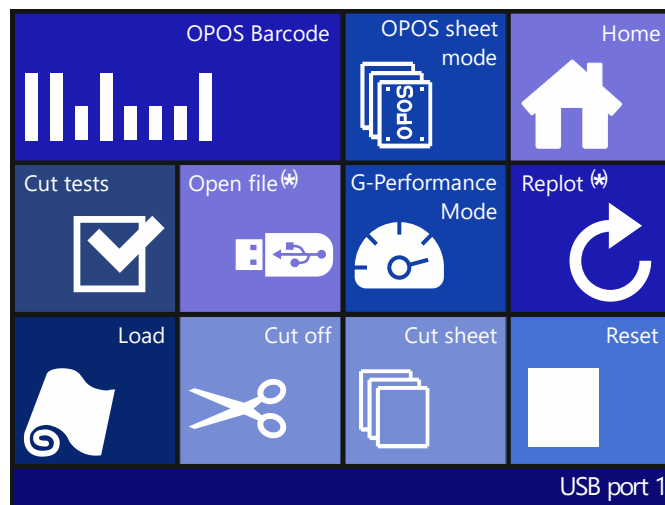 OPOS Barcode
OPOS sheet
mode
OPOS
Home
Cut tests
Open file(*)
G-Performance
Mode
Replot (*)
Load
Cut off
Cut sheet
Reset
USB port 1